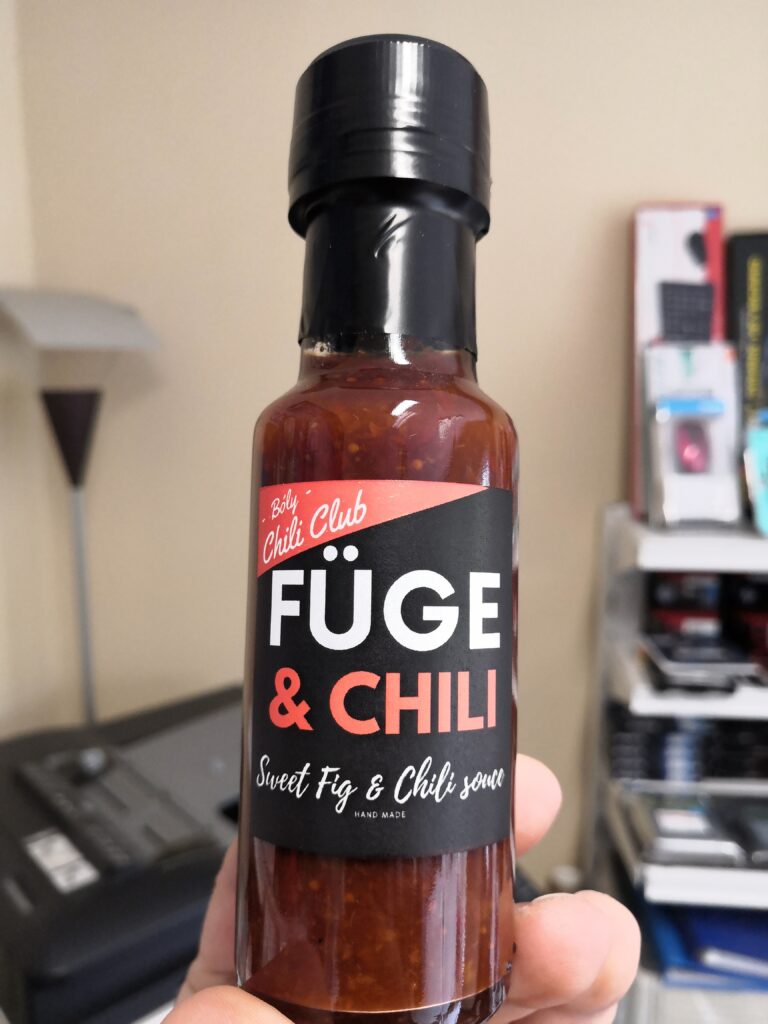 - Bóly -
Chili Club
FÜGE
& CHILI
Sweet Fig & Chili souce
HAND MADE